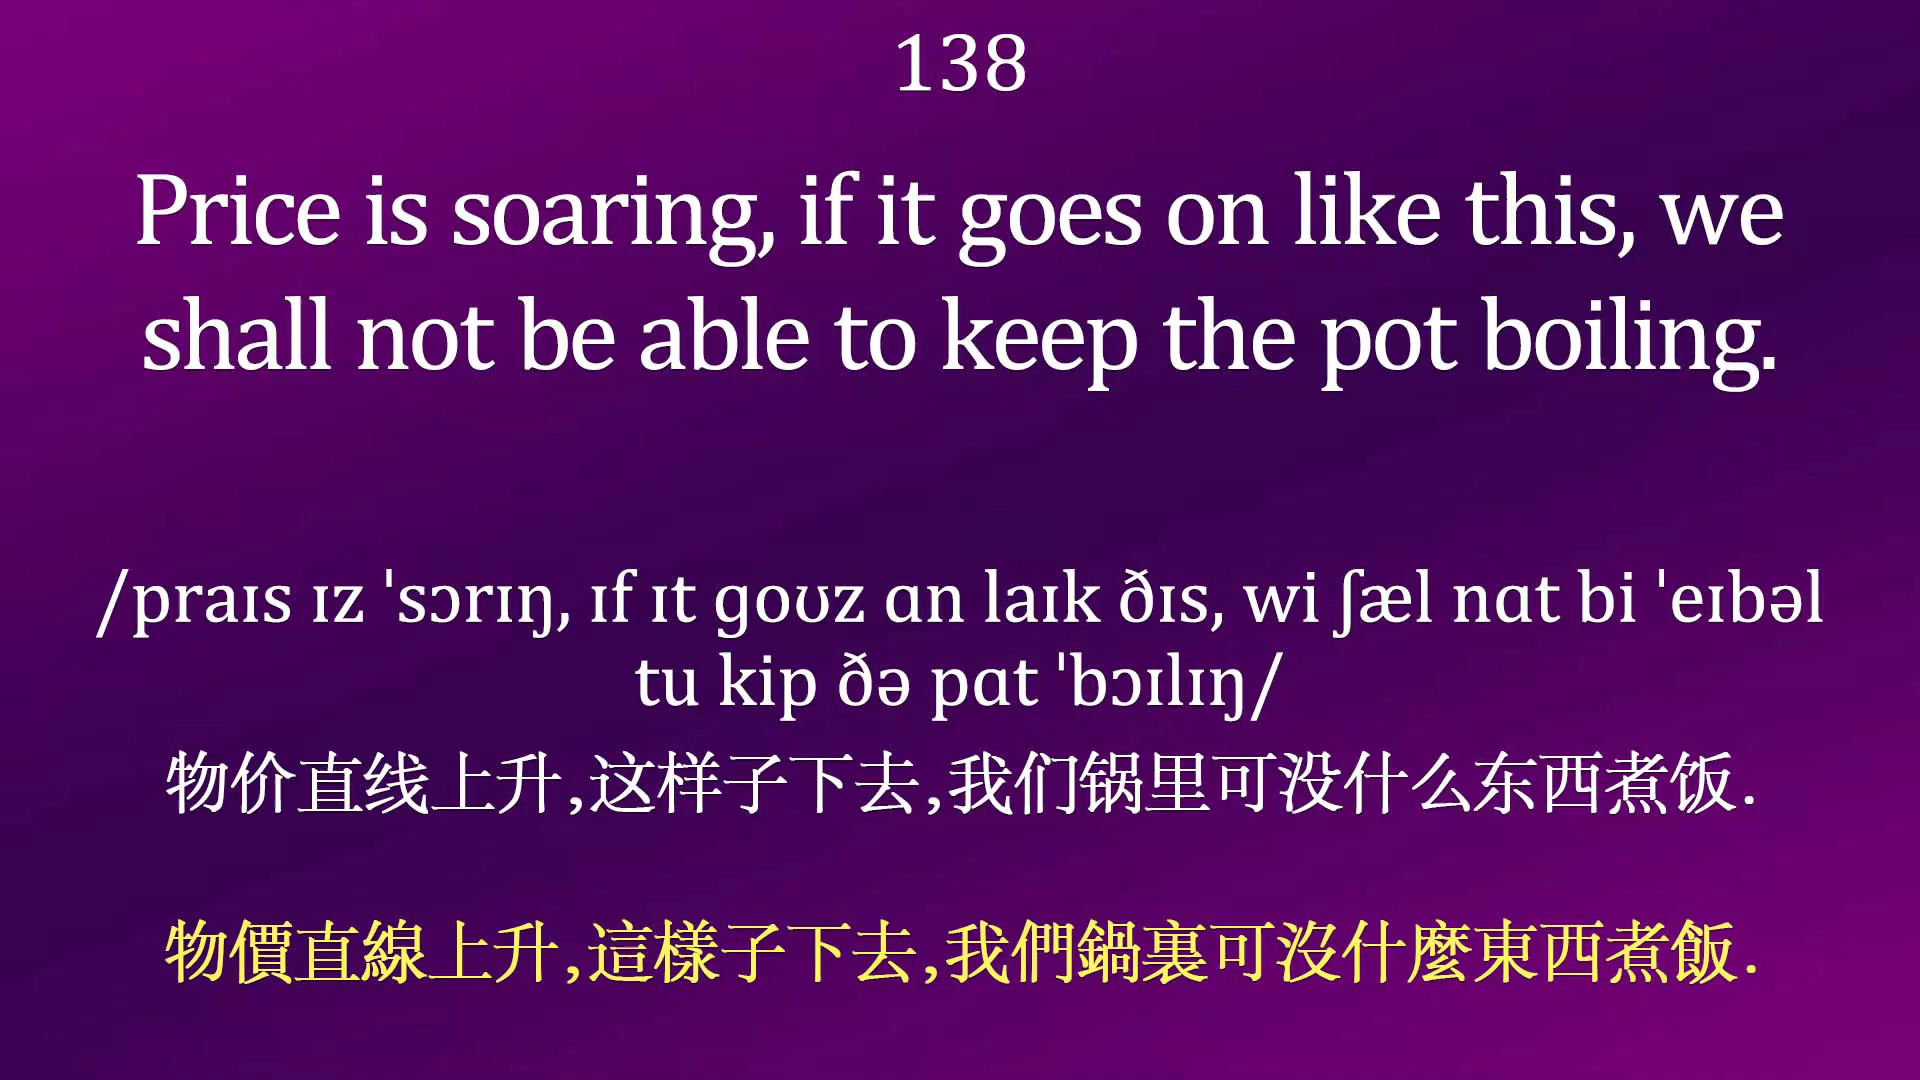 138
Price is soaring, if it goes on like this, we
shall not be able to keep the pot boiling.
/praɪs ɪz ˈsɔrɪŋ, ɪf ɪt ɡoʊz ɑn laɪk ðɪs, wi ʃæl nɑt bi ˈeɪbəl
tu kip ðə pɑt ˈbɔɪlɪŋ/
物价直线上升,这样子下去,我们锅里可没什么东西煮饭.
物價直線上升,這樣子下去,我們鍋裏可沒什麼東西煮飯.